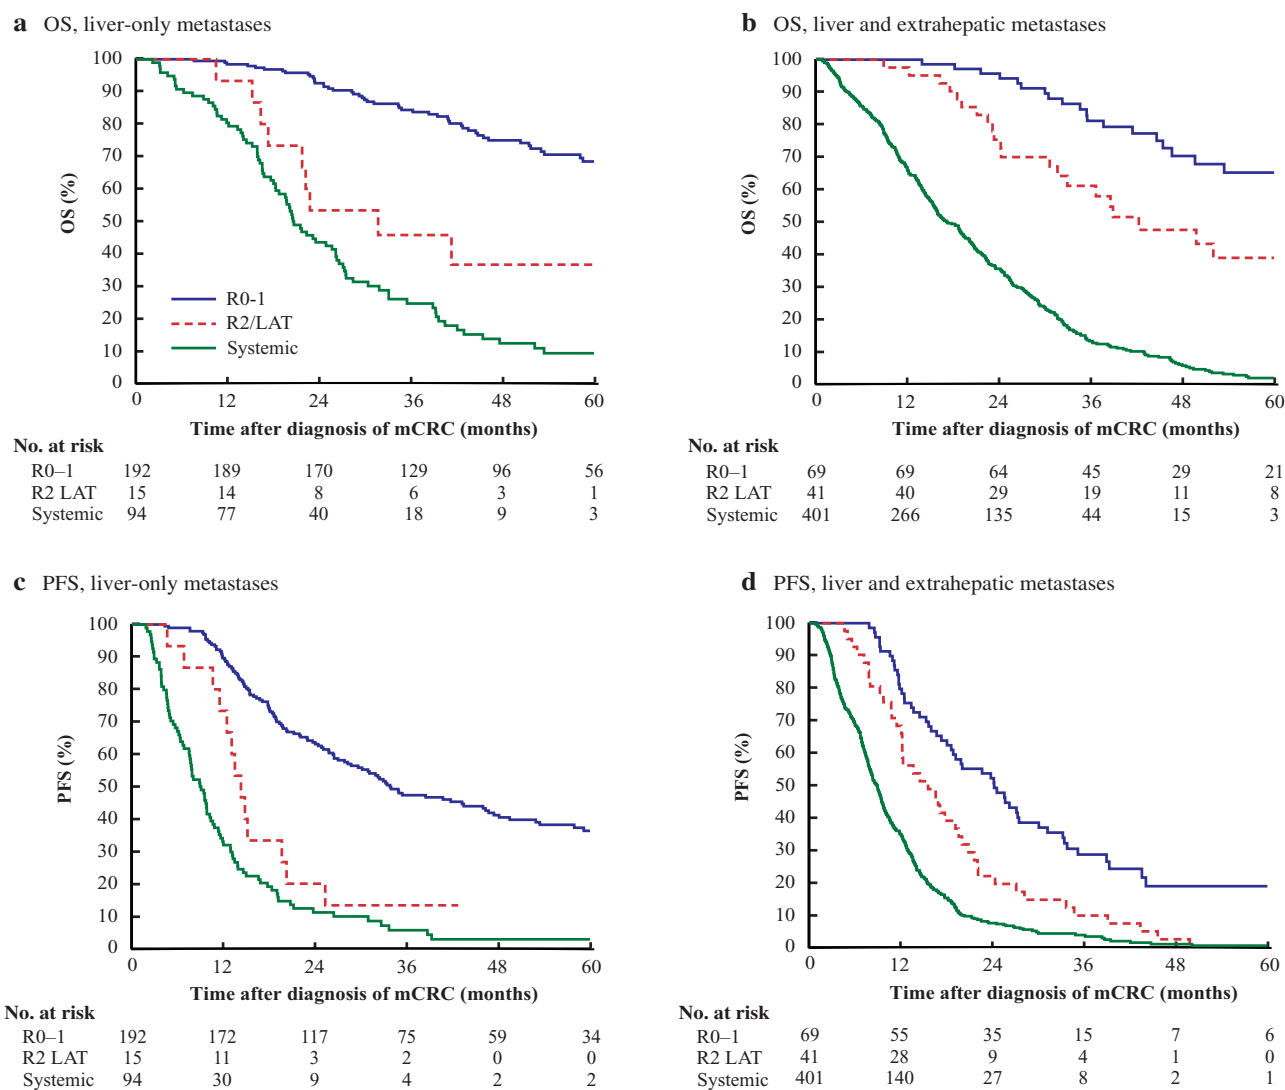 a OS, liver-only metastases
100
90
80
70
60
50
40
30
20
10
0
OS (%)
R0-1
R2/LAT
Systemic
0 12 24 36 48 60
Time after diagnosis of mCRC (months)
No. at risk
R0–1 192 189 170 129 96 56
R2 LAT 15 14 8 6 3 1
Systemic 94 77 40 18 9 3
b OS, liver and extrahepatic metastases
100
90
80
70
60
50
40
30
20
10
0
OS (%)
0 12 24 36 48 60
Time after diagnosis of mCRC (months)
No. at risk
R0–1 69 69 64 45 29 21
R2 LAT 41 40 29 19 11 8
Systemic 401 266 135 44 15 3
c PFS, liver-only metastases
100
90
80
70
60
50
40
30
20
10
0
PFS (%)
0 12 24 36 48 60
Time after diagnosis of mCRC (months)
No. at risk
R0–1 192 172 117 75 59 34
R2 LAT 15 11 3 2 0 0
Systemic 94 30 9 4 2 2
d PFS, liver and extrahepatic metastases
100
90
80
70
60
50
40
30
20
10
0
PFS (%)
0 12 24 36 48 60
Time after diagnosis of mCRC (months)
No. at risk
R0–1 69 55 35 15 7 6
R2 LAT 41 28 9 4 1 0
Systemic 401 140 27 8 2 1